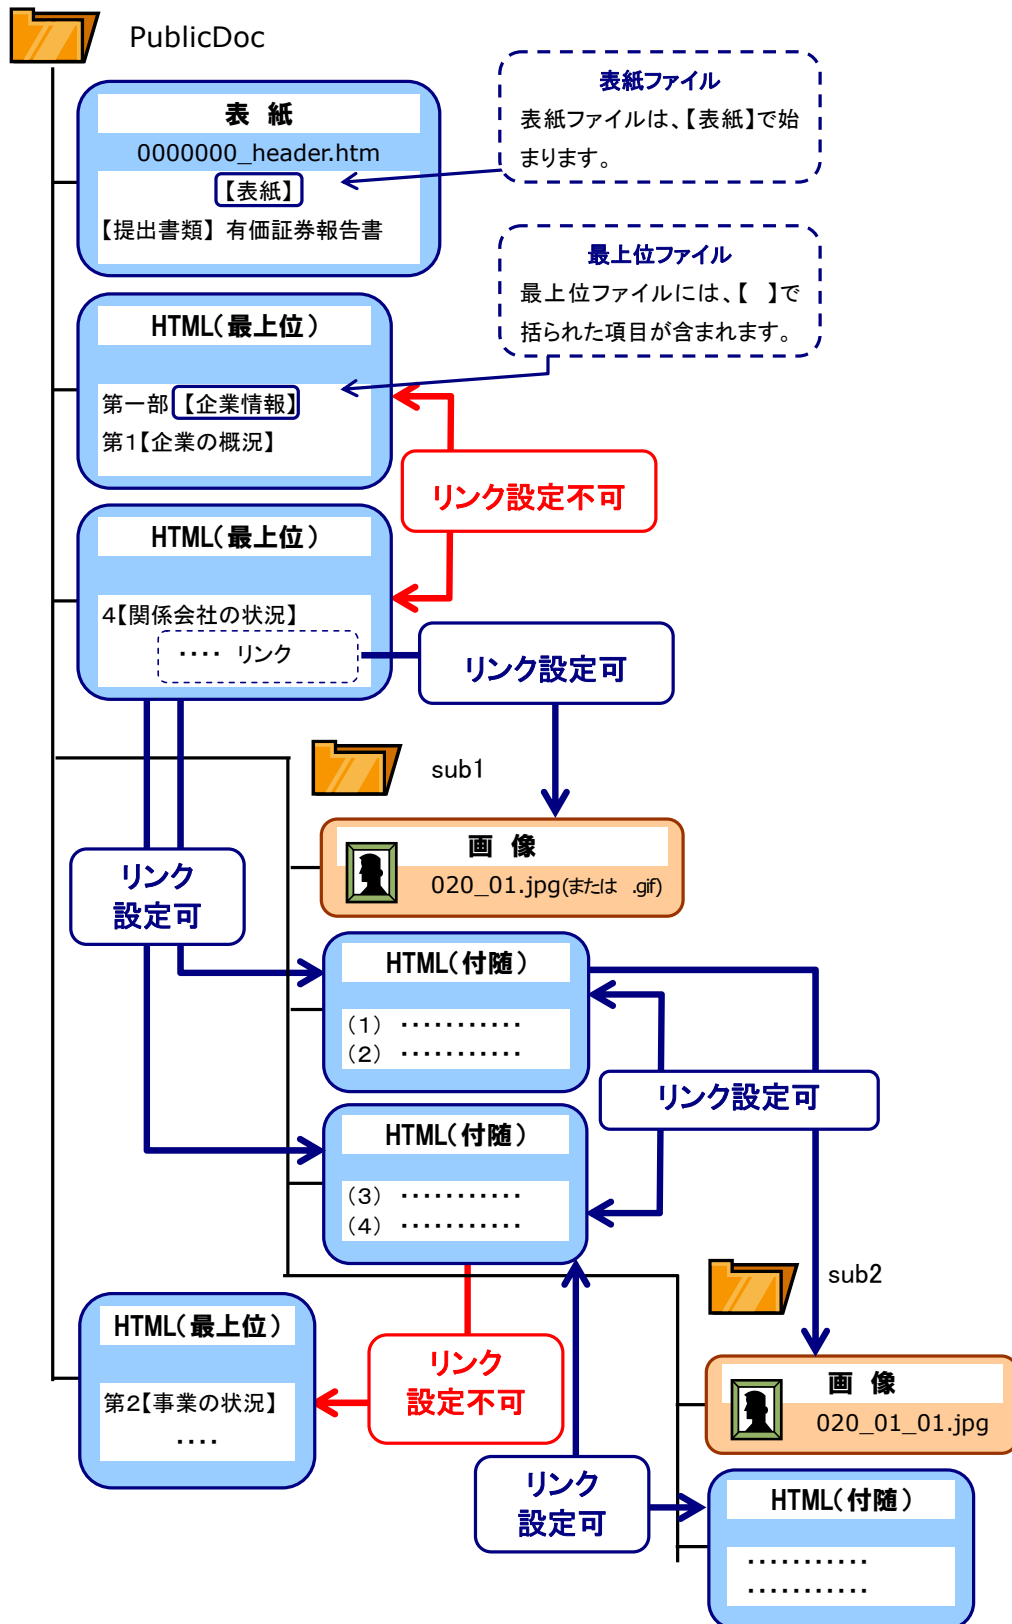 PublicDoc
表 紙
0000000_header.htm
【表紙】
【提出書類】 有価証券報告書
表紙ファイル
表紙ファイルは、【表紙】で始
まります。
最上位ファイル
最上位ファイルには、【 】で
括られた項目が含まれます。
HTML(最上位)
第一部【企業情報】
第1【企業の概況】
リンク設定不可
HTML(最上位)
4【関係会社の状況】
‥‥ リンク
リンク設定可
sub1
画 像
020_01.jpg(または .gif)
リンク
設定可
HTML(付随)
(1) ‥‥‥‥‥‥
(2) ‥‥‥‥‥‥
リンク設定可
HTML(付随)
(3) ‥‥‥‥‥‥
(4) ‥‥‥‥‥‥
sub2
HTML(最上位)
第2【事業の状況】
‥‥
リンク
設定不可
画 像
020_01_01.jpg
リンク
設定可
HTML(付随)
‥‥‥‥‥‥
‥‥‥‥‥‥